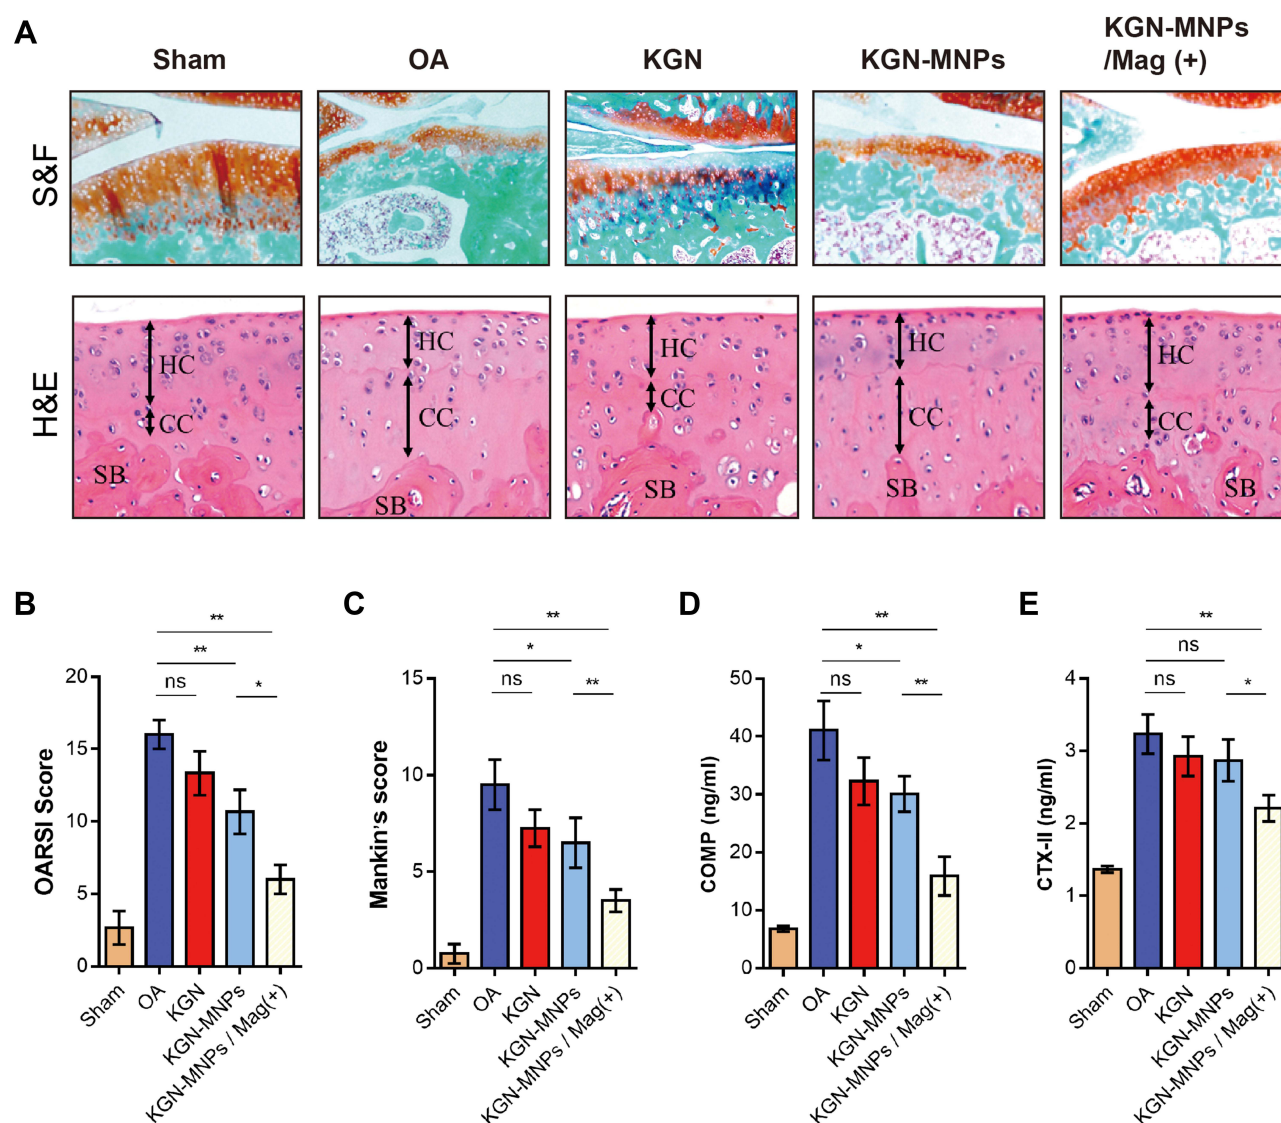 A
Sham
OA
KGN
KGN-MNPs
KGN-MNPs
/Mag (+)
S&F
H&E
HC
CC
SB
HC
CC
SB
HC
CC
SB
HC
CC
SB
HC
CC
SB
B
**
**
ns
*
OARSI Score
20
15
10
5
0
Sham
OA
KGN
KGN-MNPs
KGN-MNPs / Mag(+)
C
**
*
ns
**
Mankin's score
15
10
5
0
Sham
OA
KGN
KGN-MNPs
KGN-MNPs / Mag(+)
D
**
*
ns
**
COMP (ng/ml)
50
40
30
20
10
0
Sham
OA
KGN
KGN-MNPs
KGN-MNPs / Mag(+)
E
**
ns
ns
*
CTX-II (ng/ml)
4
3
2
1
0
Sham
OA
KGN
KGN-MNPs
KGN-MNPs / Mag(+)